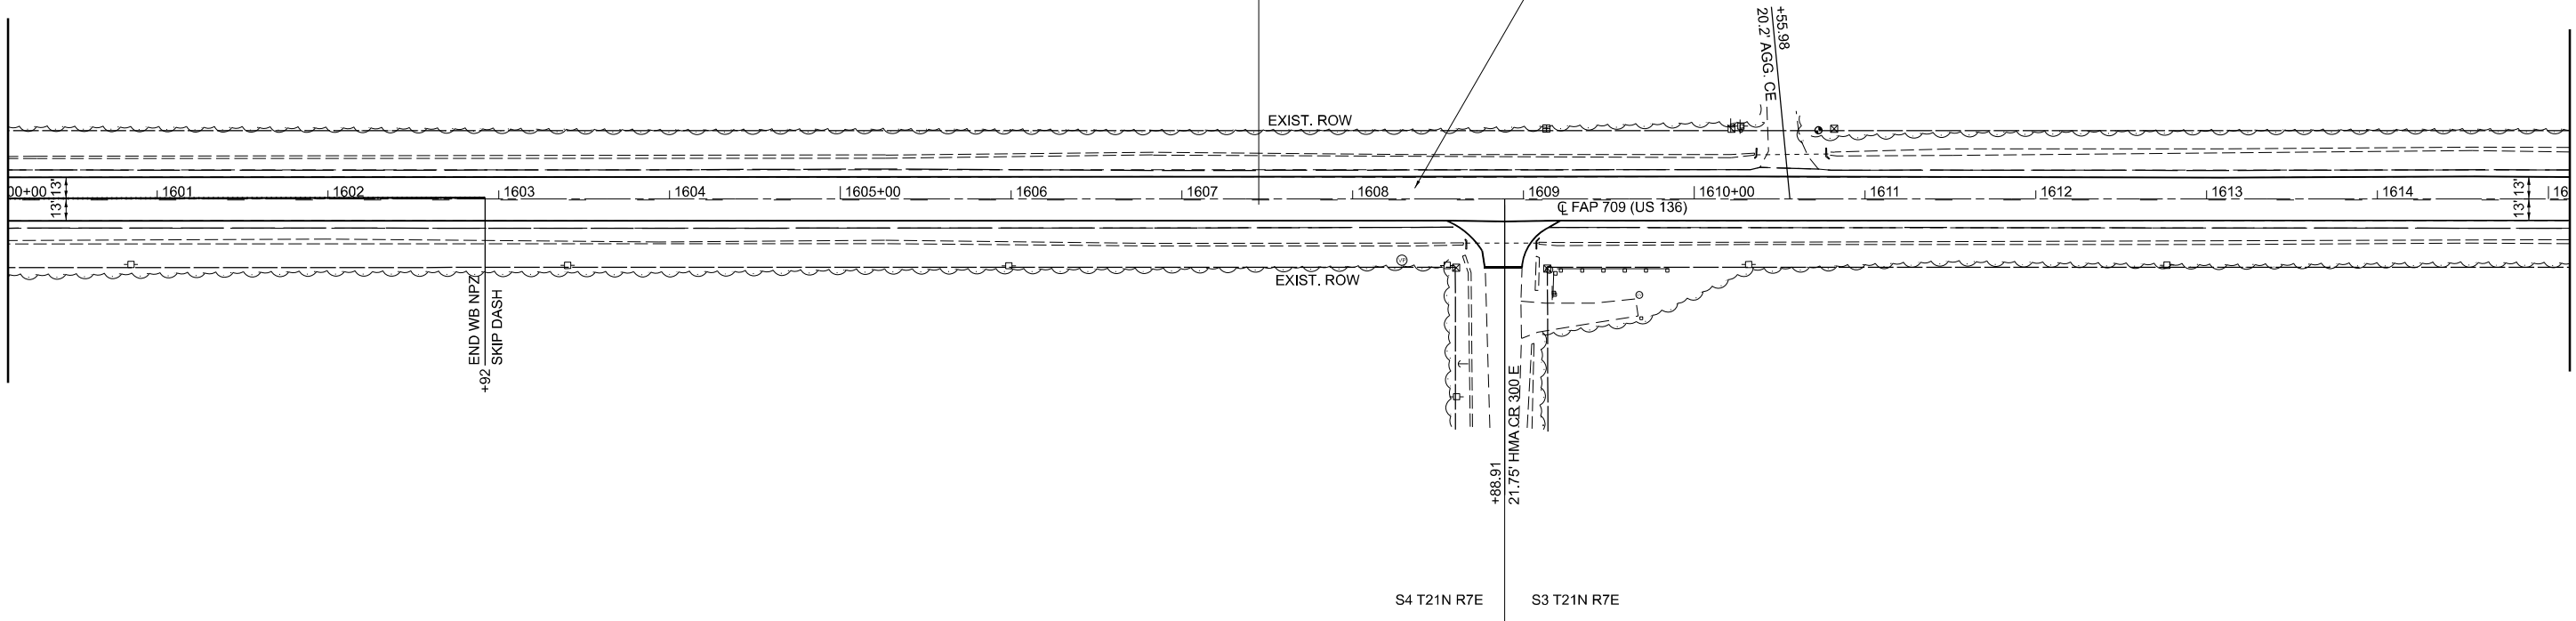 +55.98
20.2' AGG. CE
EXIST. ROW
00+00
1601
1602
1603
1604
1605+00
1606
1607
1608
1609
1610+00
1611
1612
1613
1614
16
13'
13'
13'
13'
℄ FAP 709 (US 136)
EXIST. ROW
END WB NPZ
SKIP DASH
+92
+88.91
21.75' HMA CR 300 E
S4 T21N R7E
S3 T21N R7E